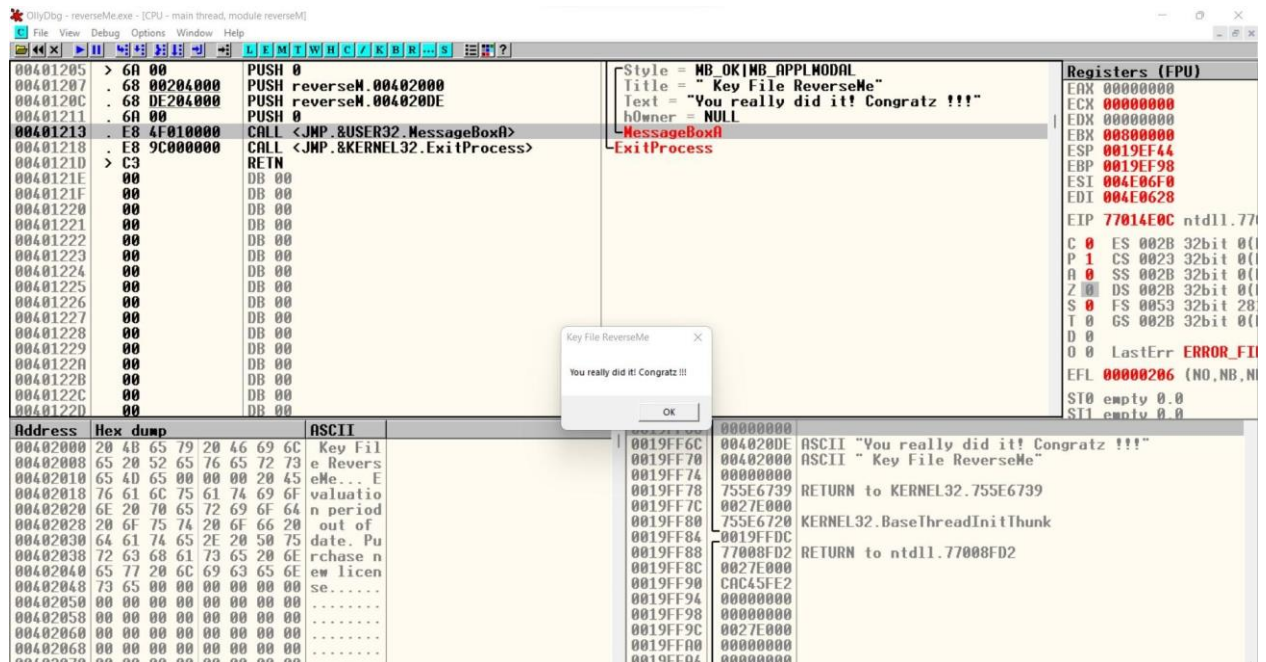 OllyDbg - reverseMe.exe - [CPU - main thread, module reverseM]
C File View Debug Options Window Help
L E M T W H C / K B R ... S ?
00401205 > 6A 00 PUSH 0 Style = MB_OK|MB_APPLMODAL
00401207 . 68 00204000 PUSH reverseM.00402000 Title = " Key File ReverseMe"
0040120C . 68 DE204000 PUSH reverseM.004020DE Text = "You really did it! Congratz !!!"
00401211 . 6A 00 PUSH 0 hOwner = NULL
00401213 . E8 4F010000 CALL <JMP.&USER32.MessageBoxA> MessageBoxA
00401218 . E8 9C000000 CALL <JMP.&KERNEL32.ExitProcess> ExitProcess
0040121D > C3 RETN
0040121E 00 DB 00
0040121F 00 DB 00
00401220 00 DB 00
00401221 00 DB 00
00401222 00 DB 00
00401223 00 DB 00
00401224 00 DB 00
00401225 00 DB 00
00401226 00 DB 00
00401227 00 DB 00
00401228 00 DB 00
00401229 00 DB 00
0040122A 00 DB 00
0040122B 00 DB 00
0040122C 00 DB 00
0040122D 00 DB 00
Registers (FPU)
EAX 00000000
ECX 00000000
EDX 00000000
EBX 00800000
ESP 0019EF44
EBP 0019EF98
ESI 004E06F0
EDI 004E0628
EIP 77014E0C ntdll.77
C 0 ES 002B 32bit 0(
P 1 CS 0023 32bit 0(
A 0 SS 002B 32bit 0(
Z 0 DS 002B 32bit 0(
S 0 FS 0053 32bit 28
T 0 GS 002B 32bit 0(
D 0
O 0 LastErr ERROR_FI
EFL 00000206 (NO,NB,N
ST0 empty 0.0
ST1 empty 0.0
Key File ReverseMe
You really did it! Congratz !!!
OK
Address Hex dump ASCII
00402000 20 4B 65 79 20 46 69 6C Key Fil
00402008 65 20 52 65 76 65 72 73 e Revers
00402010 65 4D 65 00 00 00 20 45 eMe... E
00402018 76 61 6C 75 61 74 69 6F valuatio
00402020 6E 20 70 65 72 69 6F 64 n period
00402028 20 6F 75 74 20 6F 66 20 out of
00402030 64 61 74 65 2E 20 50 75 date. Pu
00402038 72 63 68 61 73 65 20 6E rchase n
00402040 65 77 20 6C 69 63 65 6E ew licen
00402048 73 65 00 00 00 00 00 00 se......
00402050 00 00 00 00 00 00 00 00 ........
00402058 00 00 00 00 00 00 00 00 ........
00402060 00 00 00 00 00 00 00 00 ........
00402068 00 00 00 00 00 00 00 00 ........
00000000
0019FF6C 004020DE ASCII "You really did it! Congratz !!!"
0019FF70 00402000 ASCII " Key File ReverseMe"
0019FF74 00000000
0019FF78 755E6739 RETURN to KERNEL32.755E6739
0019FF7C 0027E000
0019FF80 755E6720 KERNEL32.BaseThreadInitThunk
0019FF84 0019FFDC
0019FF88 77008FD2 RETURN to ntdll.77008FD2
0019FF8C 0027E000
0019FF90 CAC45FE2
0019FF94 00000000
0019FF98 00000000
0019FF9C 0027E000
0019FFA0 00000000